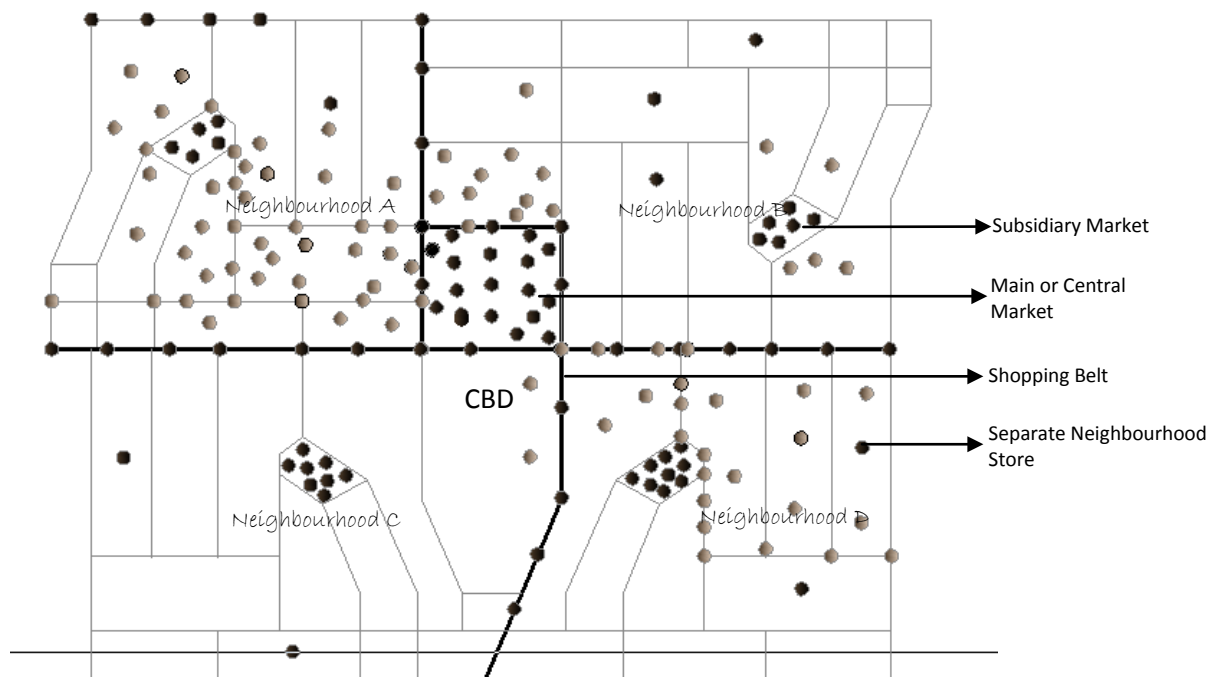 Neighbourhood A
Neighbourhood B
Subsidiary Market
Main or Central
Market
Shopping Belt
CBD
Separate Neighbourhood
Store
Neighbourhood C
Neighbourhood D